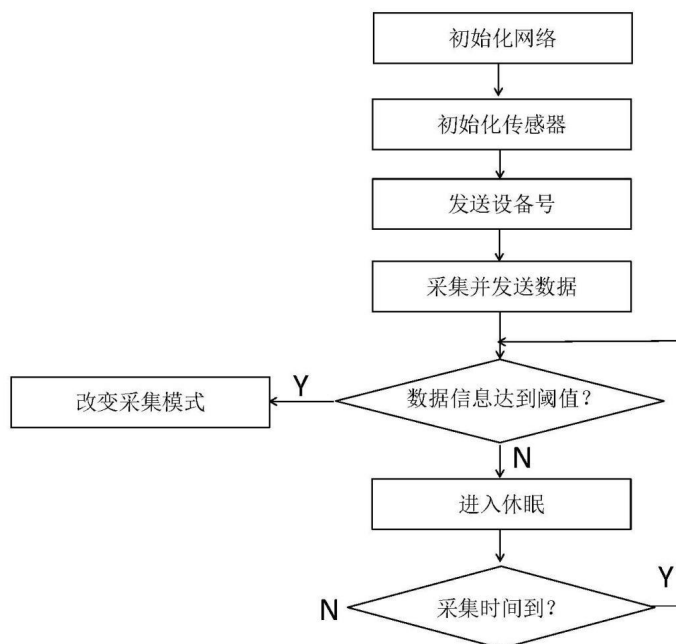 初始化网络
初始化传感器
发送设备号
采集并发送数据
数据信息达到阈值？
Y
改变采集模式
N
进入休眠
采集时间到？
Y
N